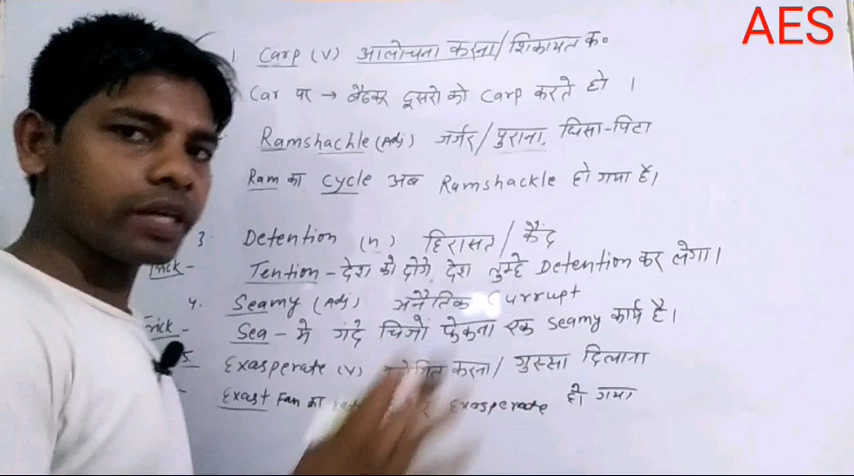 AES
1. Carp (v) आलोचना करना/शिकायत क०
Car पर → बैठकर दूसरो को Carp करते हो ।
Ramshachle (Adj) जर्जर/पुराना, घिसा-पिटा
Ram का cycle अब Ramshackle हो गया है।
3. Detention (n) हिरासत/कैद
Trick- Tention - देश को दोगे, देश तुम्हे Detention कर लेगा।
4. Seamy (Adj) अनैतिक Currupt
Trick- Sea - मे गंदे चिजो फेकना एक Seamy कार्य है।
5. Exasperate (v) करना/ गुस्सा दिलाना
Exast Fan का Exasperate हो गया